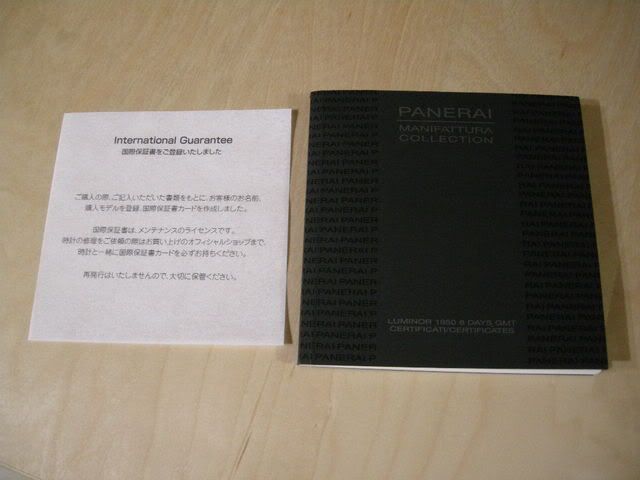 International Guarantee
国際保証書をご登録いたしました
ご購入の際、ご記入いただいた書類をもとに、お客様のお名前、
購入モデルを登録、国際保証書カードを作成しました。
国際保証書は、メンテナンスのライセンスです。
時計の修理をご依頼の際はお買い上げのオフィシャルショップまで、
時計と一緒に国際保証書カードを必ずお持ちください。
再発行はいたしませんので、大切に保管ください。
PANERAI
MANIFATTURA
COLLECTION
LUMINOR 1950 8 DAYS GMT
CERTIFICATI/CERTIFICATES